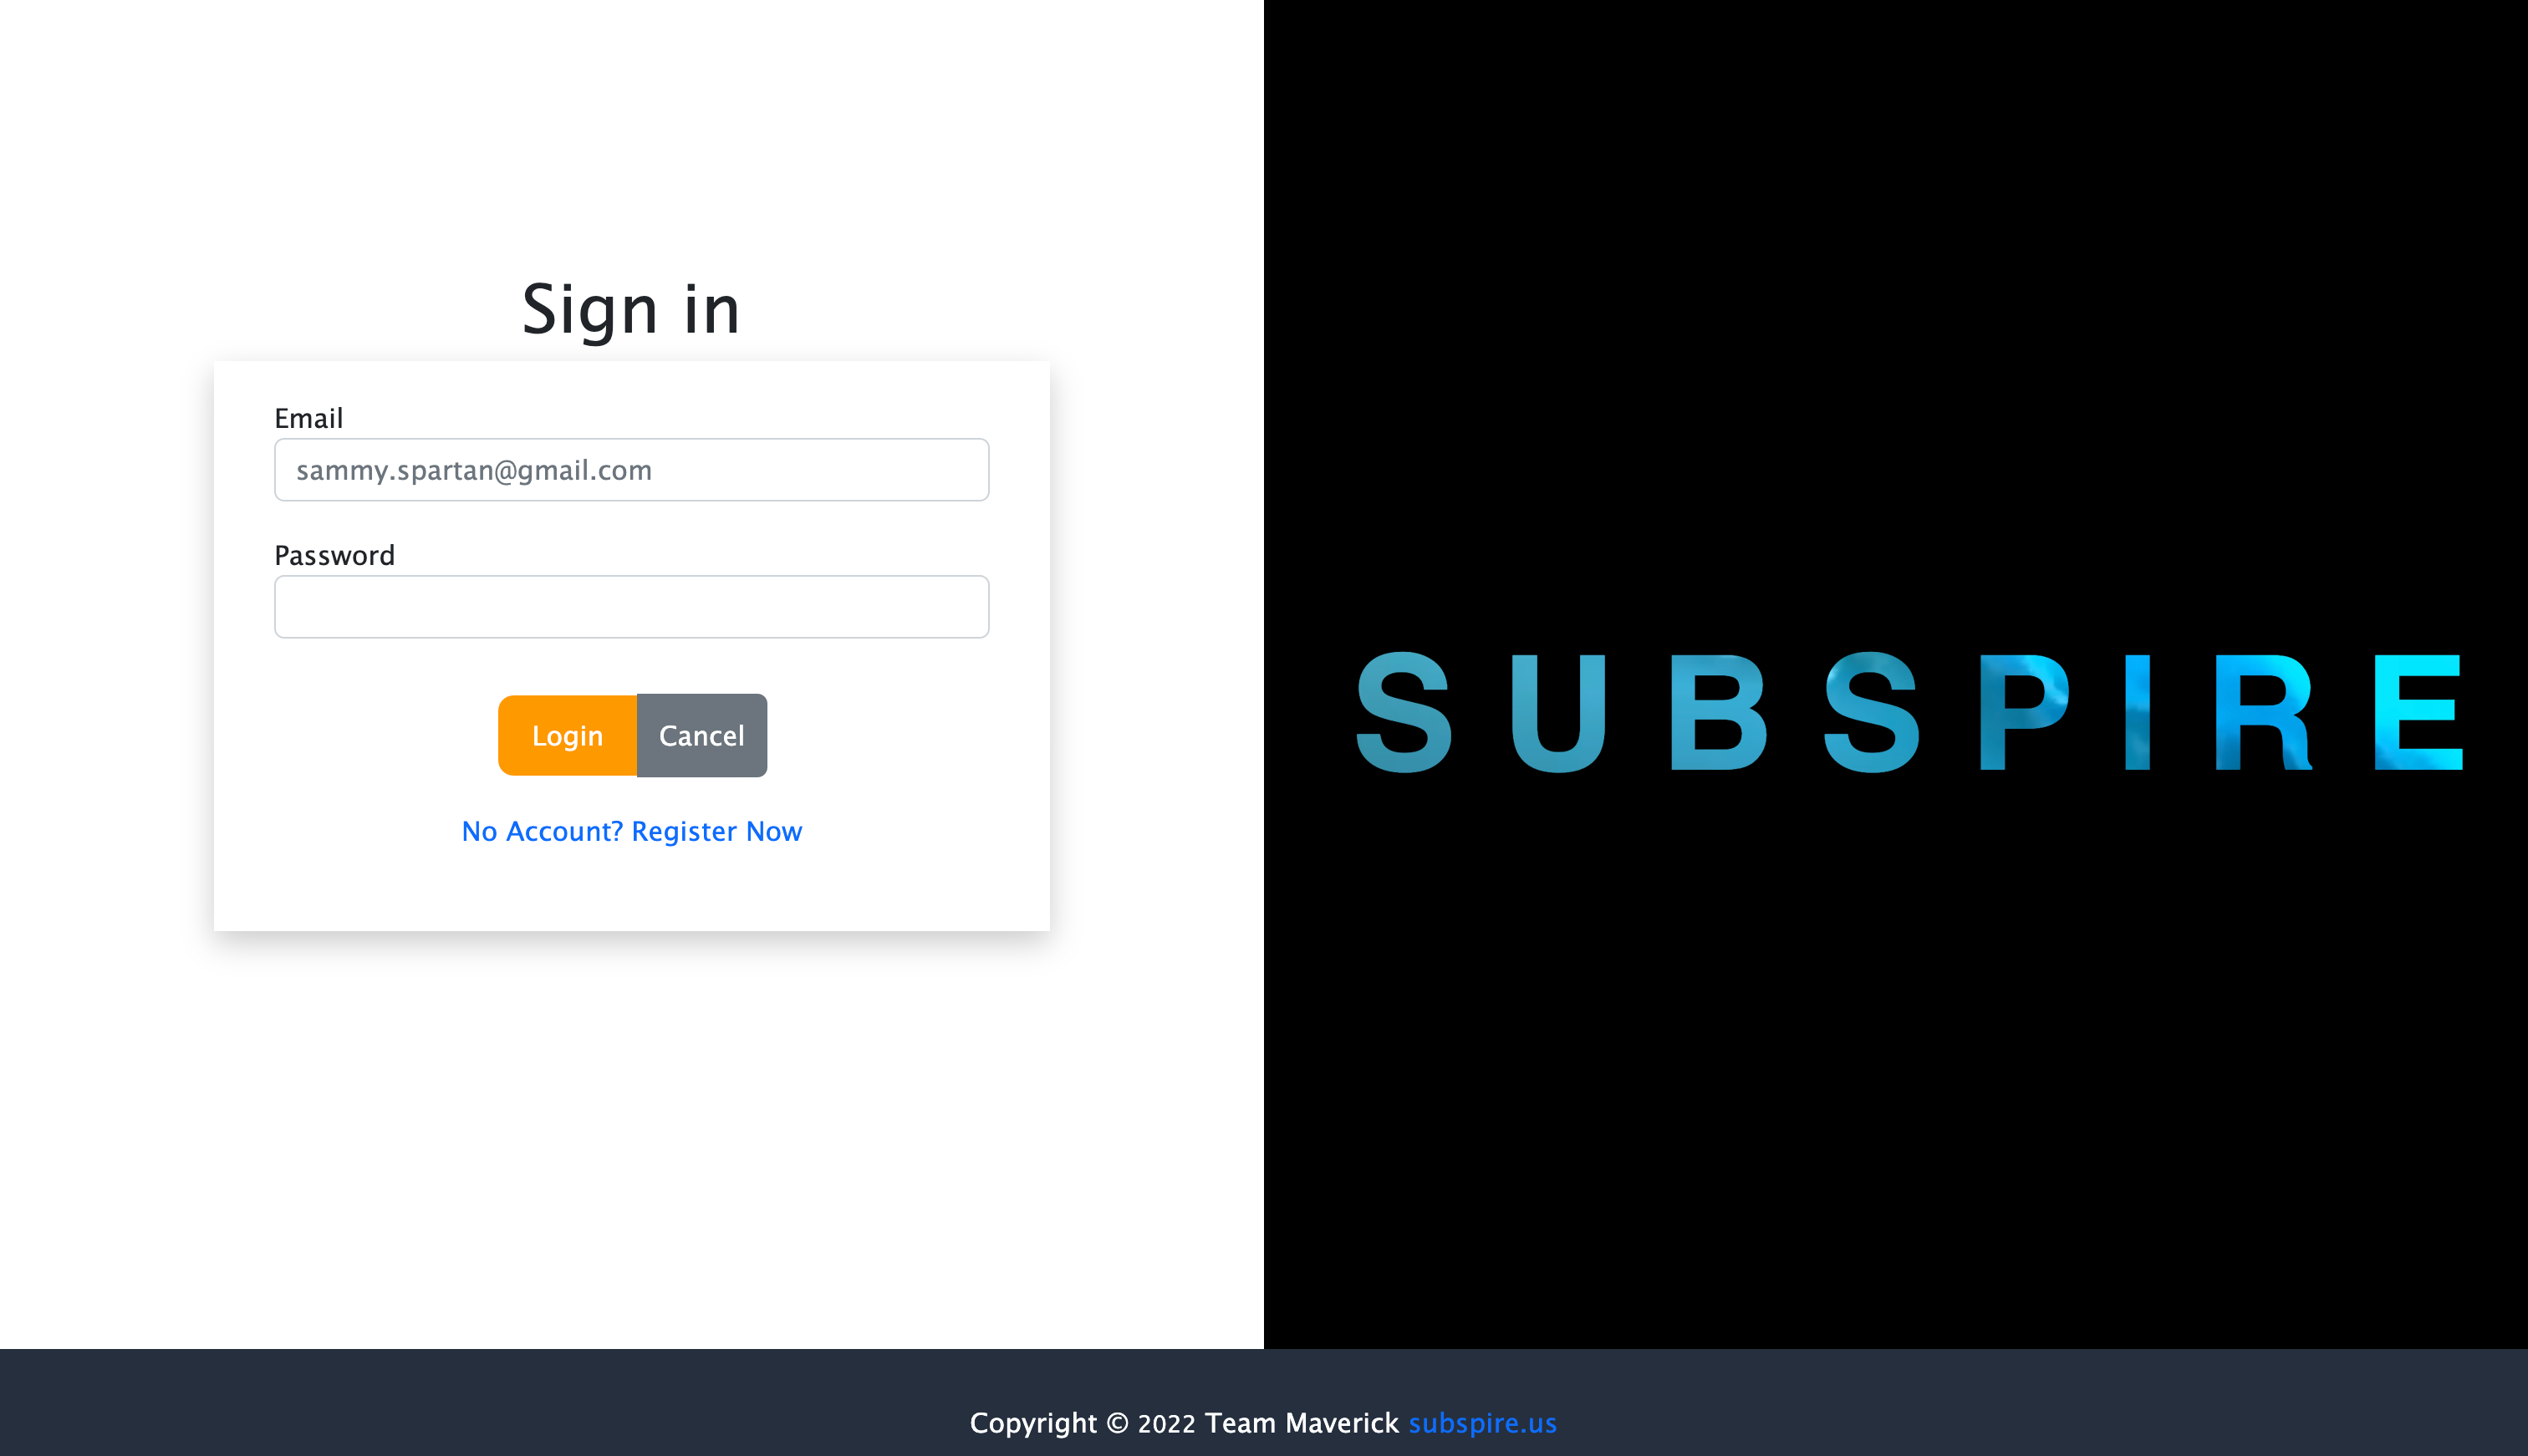 Sign in
Email
sammy.spartan@gmail.com
Password
Login Cancel
No Account? Register Now
SUBSPIRE
Copyright © 2022 Team Maverick subspire.us